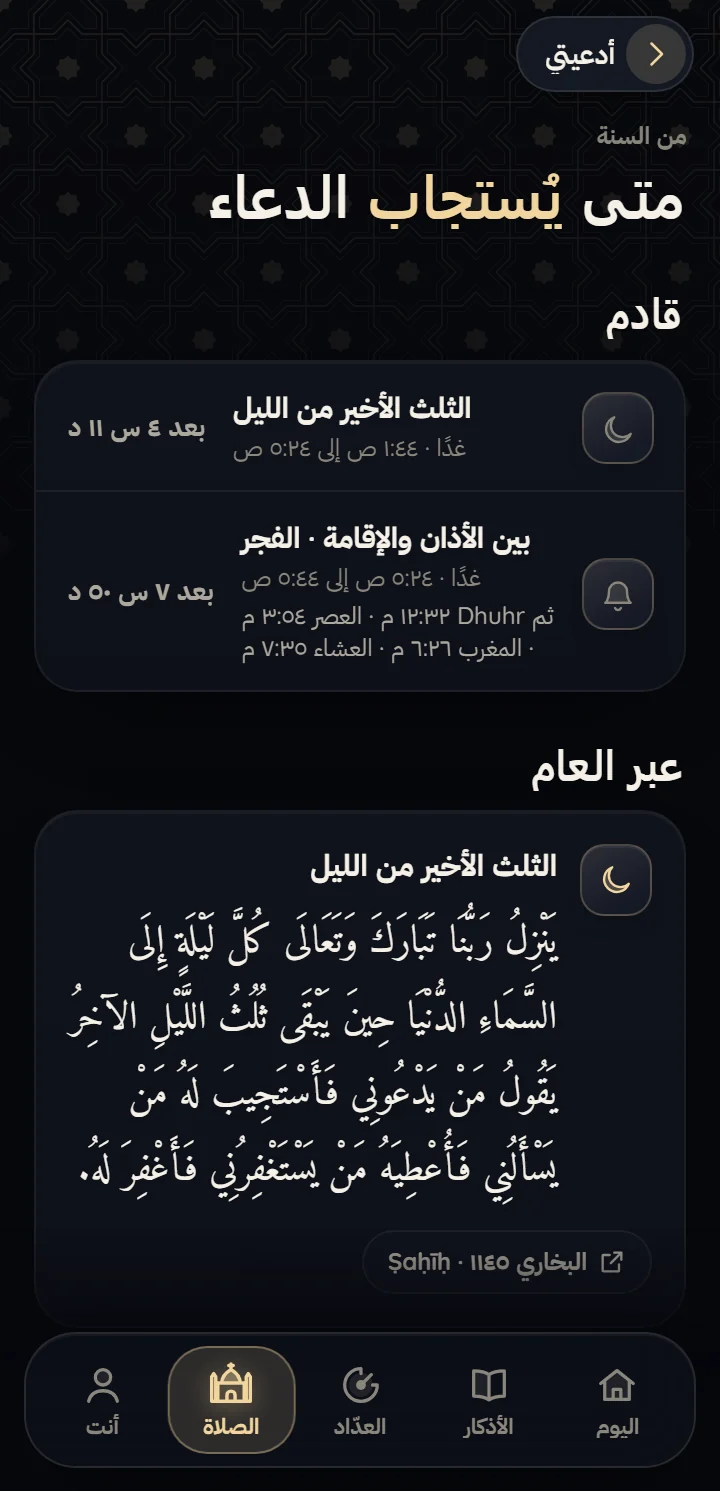 أدعيتي
من السنة
متى يُستجاب الدعاء
قادم
الثلث الأخير من الليل
غدًا · ١:٤٤ ص إلى ٥:٢٤ ص
بعد ٤ س ١١ د
بين الأذان والإقامة · الفجر
غدًا · ٥:٢٤ ص إلى ٥:٤٤ ص
ثم Dhuhr ١٢:٣٢ م · العصر ٣:٥٤ م
· المغرب ٦:٢٦ م · العشاء ٧:٣٥ م
بعد ٧ س ٥٠ د
عبر العام
الثلث الأخير من الليل
يَنْزِلُ رَبُّنَا تَبَارَكَ وَتَعَالَى كُلَّ لَيْلَةٍ إِلَى
السَّمَاءِ الدُّنْيَا حِينَ يَبْقَى ثُلُثُ اللَّيْلِ الآخِرُ
يَقُولُ مَنْ يَدْعُونِي فَأَسْتَجِيبَ لَهُ مَنْ
يَسْأَلُنِي فَأُعْطِيَهُ مَنْ يَسْتَغْفِرُنِي فَأَغْفِرَ لَهُ.
البخاري ١١٤٥ · Ṣaḥīḥ
اليوم
الأذكار
العدّاد
الصلاة
أنت